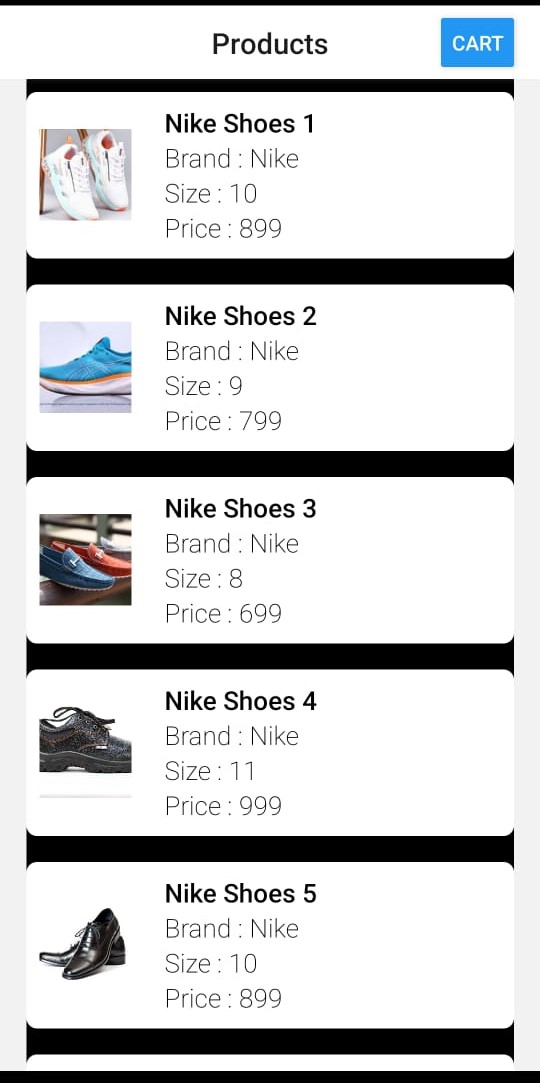 Products
CART
Nike Shoes 1
Brand : Nike
Size : 10
Price : 899
Nike Shoes 2
Brand : Nike
Size : 9
Price : 799
Nike Shoes 3
Brand : Nike
Size : 8
Price : 699
Nike Shoes 4
Brand : Nike
Size : 11
Price : 999
Nike Shoes 5
Brand : Nike
Size : 10
Price : 899